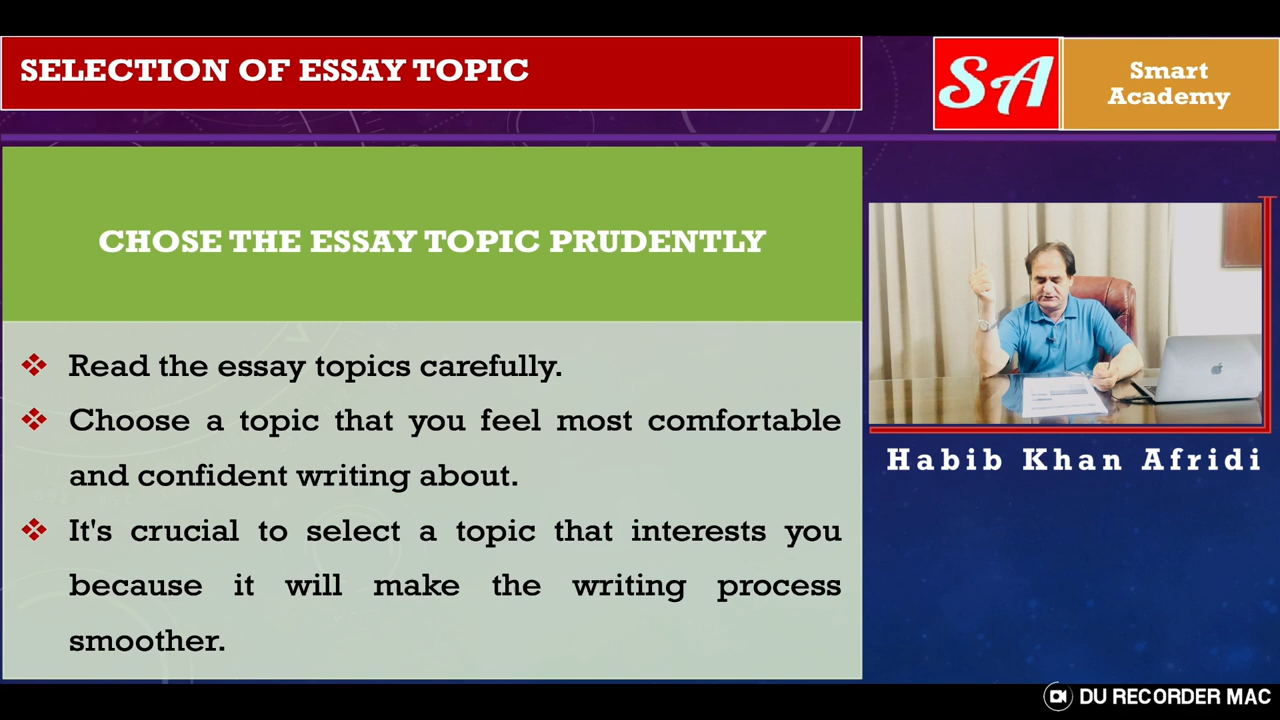 SELECTION OF ESSAY TOPIC
SA
Smart
Academy
CHOSE THE ESSAY TOPIC PRUDENTLY
Read the essay topics carefully.
Choose a topic that you feel most comfortable
and confident writing about.
It's crucial to select a topic that interests you
because it will make the writing process
smoother.
Habib Khan Afridi
DU RECORDER MAC